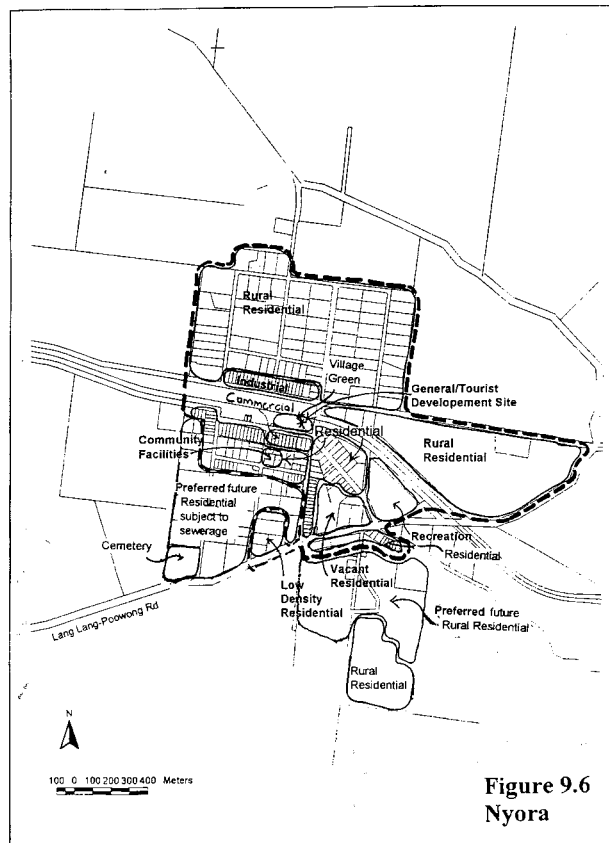 Rural
Residential
Village
Green
Industrial
Commercial
General/Tourist
Developement Site
Residential
Community
Facilities
Rural
Residential
Preferred future
Residential
subject to
sewerage
Cemetery
Recreation
Residential
Low
Density
Residential
Vacant
Residential
Preferred future
Rural Residential
Lang Lang-Poowong Rd
Rural
Residential
N
100 0 100 200 300 400 Meters
Figure 9.6
Nyora